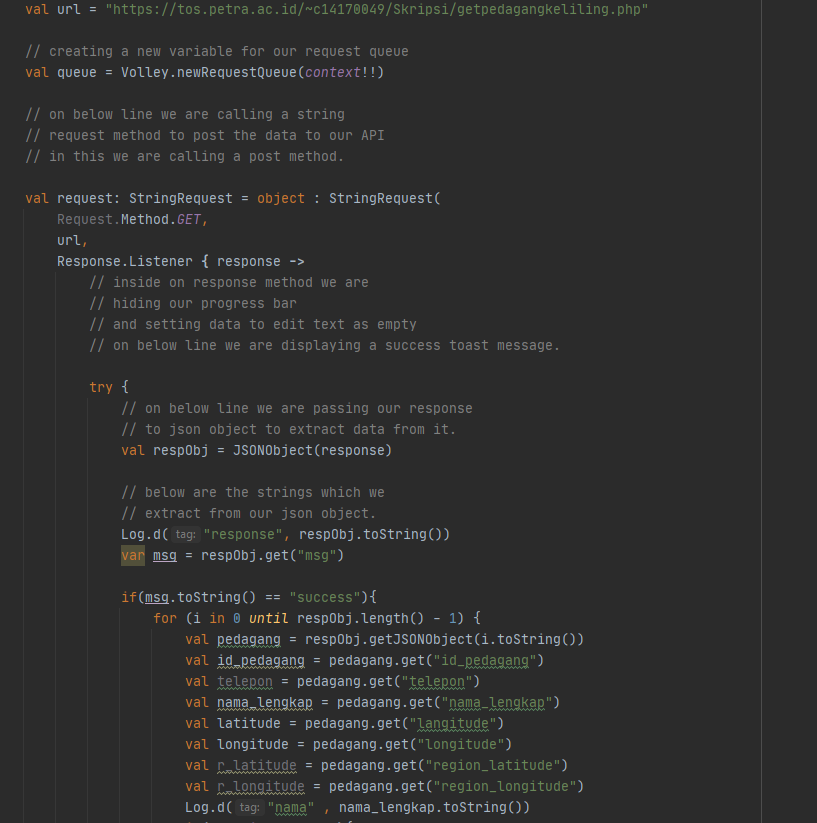 val url = "https://tos.petra.ac.id/~c14170049/Skripsi/getpedagangkeliling.php"
// creating a new variable for our request queue
val queue = Volley.newRequestQueue(context!!)
// on below line we are calling a string
// request method to post the data to our API
// in this we are calling a post method.
val request: StringRequest = object : StringRequest(
Request.Method.GET,
url,
Response.Listener { response ->
// inside on response method we are
// hiding our progress bar
// and setting data to edit text as empty
// on below line we are displaying a success toast message.
try {
// on below line we are passing our response
// to json object to extract data from it.
val respObj = JSONObject(response)
// below are the strings which we
// extract from our json object.
Log.d( tag: "response", respObj.toString())
var msg = respObj.get("msg")
if(msg.toString() == "success"){
for (i in 0 until respObj.length() - 1) {
val pedagang = respObj.getJSONObject(i.toString())
val id_pedagang = pedagang.get("id_pedagang")
val telepon = pedagang.get("telepon")
val nama_lengkap = pedagang.get("nama_lengkap")
val latitude = pedagang.get("langitude")
val longitude = pedagang.get("longitude")
val r_latitude = pedagang.get("region_latitude")
val r_longitude = pedagang.get("region_longitude")
Log.d( tag: "nama" , nama_lengkap.toString())